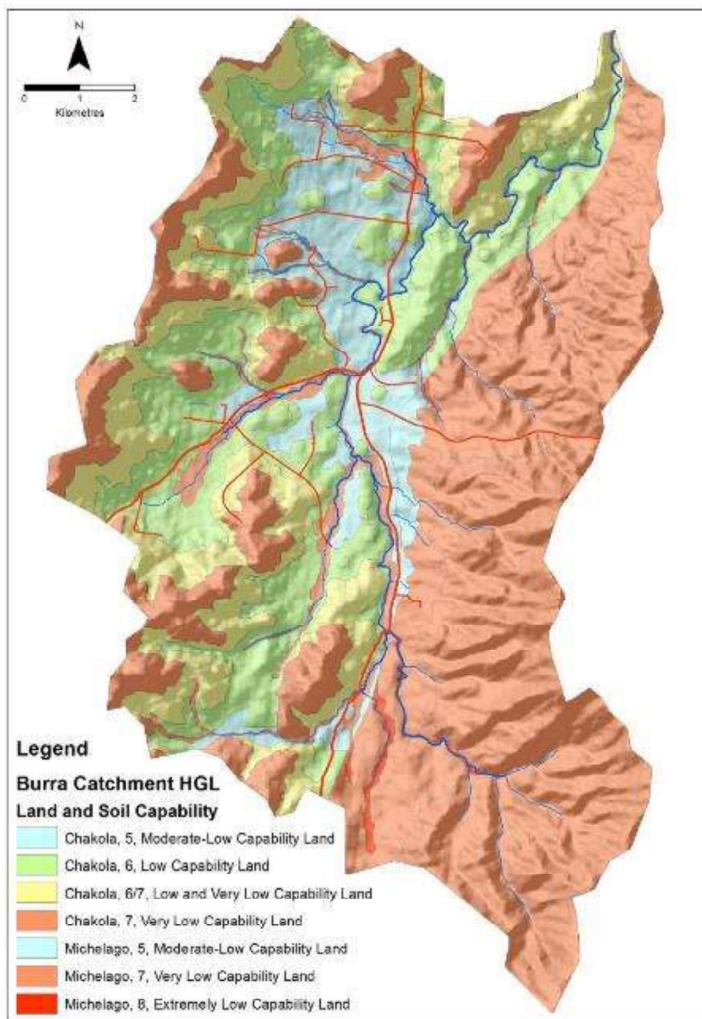 N
0 1 2
Kilometres
Legend
Burra Catchment HGL
Land and Soil Capability
Chakola, 5, Moderate-Low Capability Land
Chakola, 6, Low Capability Land
Chakola, 6/7, Low and Very Low Capability Land
Chakola, 7, Very Low Capability Land
Michelago, 5, Moderate-Low Capability Land
Michelago, 7, Very Low Capability Land
Michelago, 8, Extremely Low Capability Land